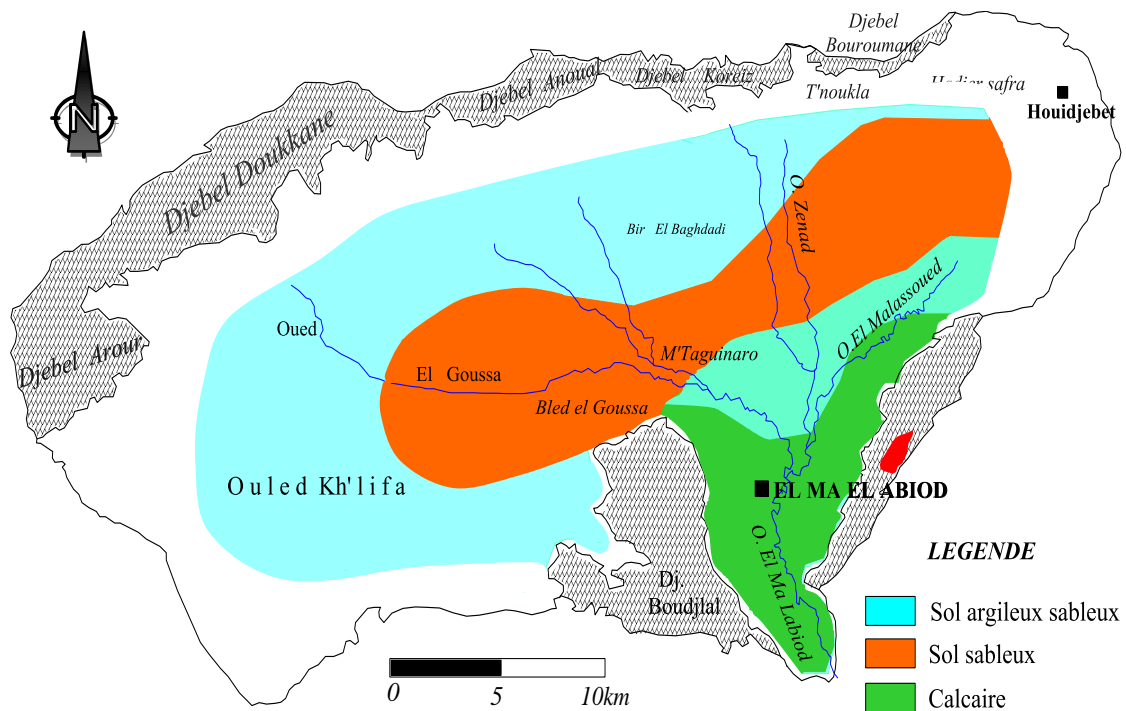 Djebel
Bouroumane
Djebel Anoual
Djebel Koreiz
T'noukla
safra
Houidjebet
N
Djebel Doukkane
O. Zenad
Bir El Baghdadi
O.El Malassoued
Oued
Djebel Arour
M'Taguinaro
El Goussa
Bled el Goussa
Ouled Kh'lifa
EL MA EL ABIOD
O. El Ma Labiod
Dj.
Boudjlal
LEGENDE
Sol argileux sableux
Sol sableux
Calcaire
0 5 10km